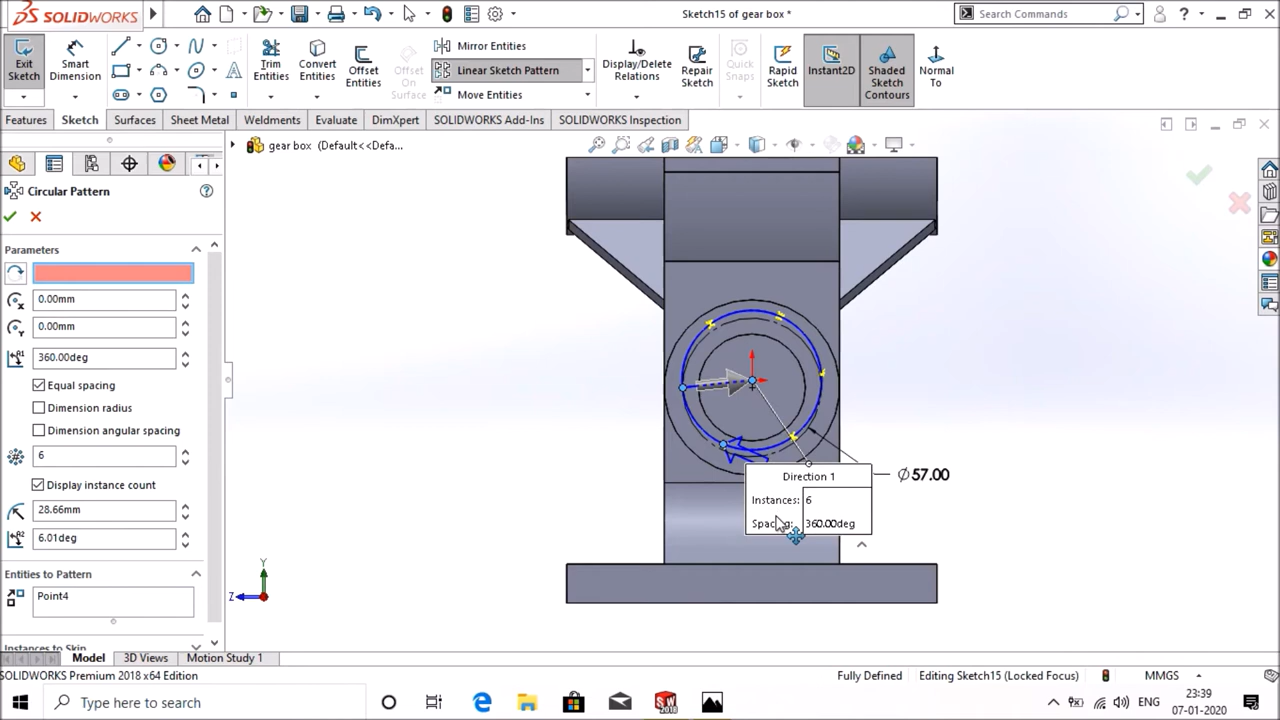 SOLIDWORKS
Sketch15 of gear box *
Search Commands
Exit Sketch
Smart Dimension
Trim Entities
Convert Entities
Offset Entities
Offset On Surface
Mirror Entities
Linear Sketch Pattern
Move Entities
Display/Delete Relations
Repair Sketch
Quick Snaps
Rapid Sketch
Instant2D
Shaded Sketch Contours
Normal To
Features Sketch Surfaces Sheet Metal Weldments Evaluate DimXpert SOLIDWORKS Add-Ins SOLIDWORKS Inspection
gear box (Default<<Defa...
Circular Pattern
Parameters
0.00mm
0.00mm
360.00deg
Equal spacing
Dimension radius
Dimension angular spacing
6
Display instance count
28.66mm
6.01deg
Entities to Pattern
Point4
Instances to Skip
Direction 1
Instances: 6
Spacing: 360.00deg
Ø57.00
Y
Z
Model 3D Views Motion Study 1
SOLIDWORKS Premium 2018 x64 Edition
Fully Defined Editing Sketch15 (Locked Focus) MMGS
Type here to search
ENG
23:39
07-01-2020